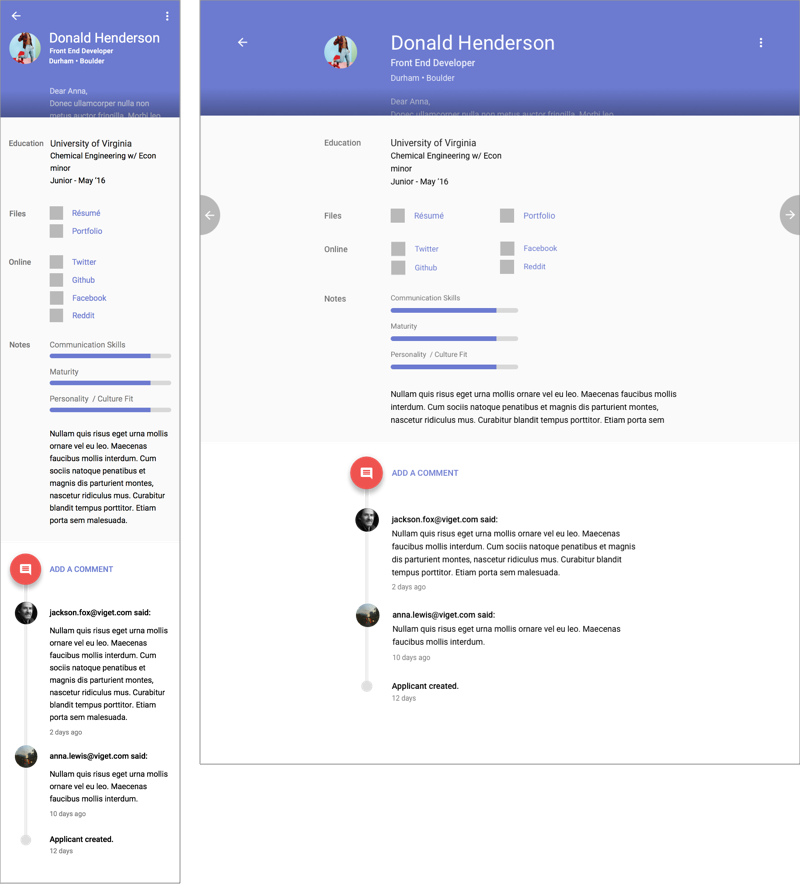 Donald Henderson
Front End Developer
Durham • Boulder
Dear Anna,
Donec ullamcorper nulla non
metus auctor fringilla. Morbi leo
Education
University of Virginia
Chemical Engineering w/ Econ
minor
Junior - May '16
Files
Résumé
Portfolio
Online
Twitter
Github
Facebook
Reddit
Notes
Communication Skills
Maturity
Personality / Culture Fit
Nullam quis risus eget urna mollis
ornare vel eu leo. Maecenas
faucibus mollis interdum. Cum
sociis natoque penatibus et
magnis dis parturient montes,
nascetur ridiculus mus. Curabitur
blandit tempus porttitor. Etiam
porta sem malesuada.
ADD A COMMENT
jackson.fox@viget.com said:
Nullam quis risus eget urna mollis
ornare vel eu leo. Maecenas
faucibus mollis interdum. Cum
sociis natoque penatibus et
magnis dis parturient montes,
nascetur ridiculus mus. Curabitur
blandit tempus porttitor. Etiam
porta sem malesuada.
2 days ago
anna.lewis@viget.com said:
Nullam quis risus eget urna mollis
ornare vel eu leo. Maecenas
faucibus mollis interdum.
10 days ago
Applicant created.
12 days
Donald Henderson
Front End Developer
Durham • Boulder
Dear Anna,
Donec ullamcorper nulla non metus auctor fringilla. Morbi leo
Education
University of Virginia
Chemical Engineering w/ Econ
minor
Junior - May '16
Files
Résumé
Portfolio
Online
Twitter
Facebook
Github
Reddit
Notes
Communication Skills
Maturity
Personality / Culture Fit
Nullam quis risus eget urna mollis ornare vel eu leo. Maecenas faucibus mollis
interdum. Cum sociis natoque penatibus et magnis dis parturient montes,
nascetur ridiculus mus. Curabitur blandit tempus porttitor. Etiam porta sem
ADD A COMMENT
jackson.fox@viget.com said:
Nullam quis risus eget urna mollis ornare vel eu leo. Maecenas
faucibus mollis interdum. Cum sociis natoque penatibus et magnis
dis parturient montes, nascetur ridiculus mus. Curabitur blandit
tempus porttitor. Etiam porta sem malesuada.
2 days ago
anna.lewis@viget.com said:
Nullam quis risus eget urna mollis ornare vel eu leo. Maecenas
faucibus mollis interdum.
10 days ago
Applicant created.
12 days